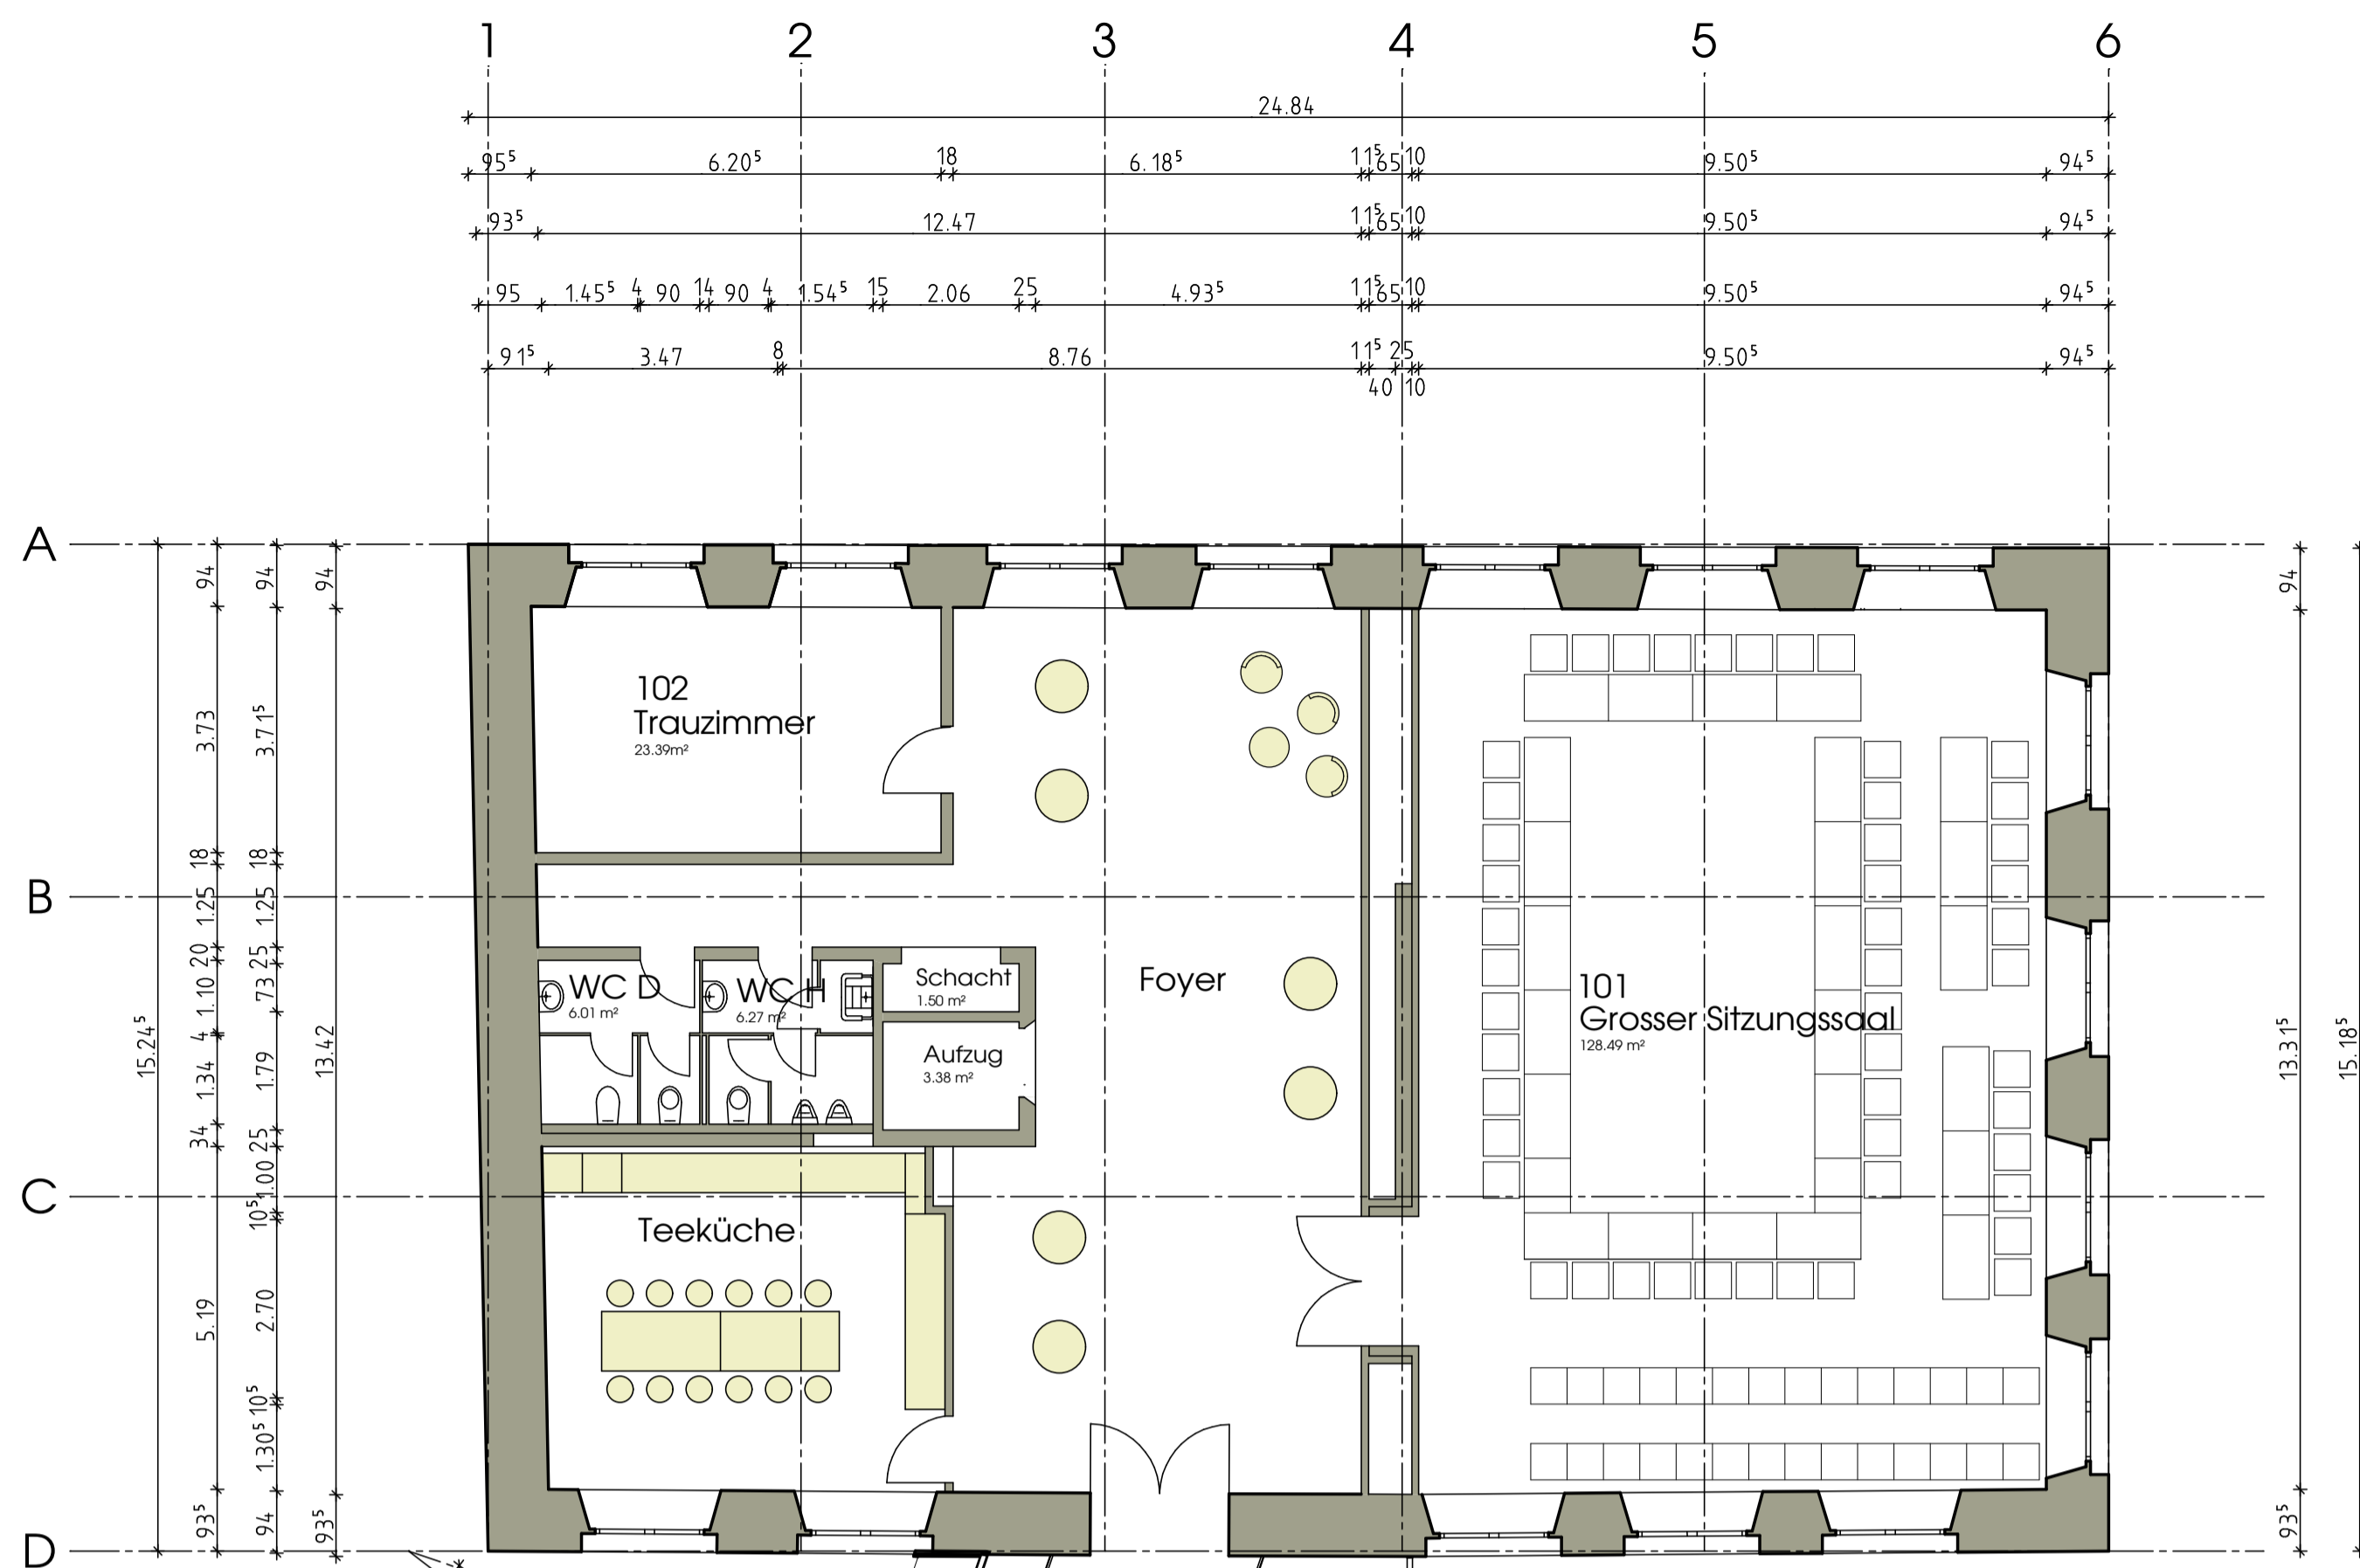 1 2 3 4 5 6
24.84
95⁵ 6.20⁵ 18 6.18⁵ 11⁵ 65 10 9.50⁵ 94⁵
93⁵ 12.47 11⁵ 65 10 9.50⁵ 94⁵
95 1.45⁵ 4 90 14 90 4 1.54⁵ 15 2.06 25 4.93⁵ 11⁵ 65 10 9.50⁵ 94⁵
91⁵ 3.47 8 8.76 11⁵ 25 9.50⁵ 94⁵
40 10
A
B
C
D
15.24⁵
94 3.73 18 1.25 20 1.10 4 1.34 34 5.19 93⁵
94 3.71⁵ 18 1.25 25 73 1.79 25 1.00 10⁵ 2.70 10⁵ 1.30⁵ 94
94 13.42 93⁵
102
Trauzimmer
23.39m²
WC D
6.01 m²
WC H
6.27 m²
Schacht
1.50 m²
Aufzug
3.38 m²
Foyer
Teeküche
101
Grosser Sitzungssaal
128.49 m²
94 13.31⁵ 93⁵
15.18⁵